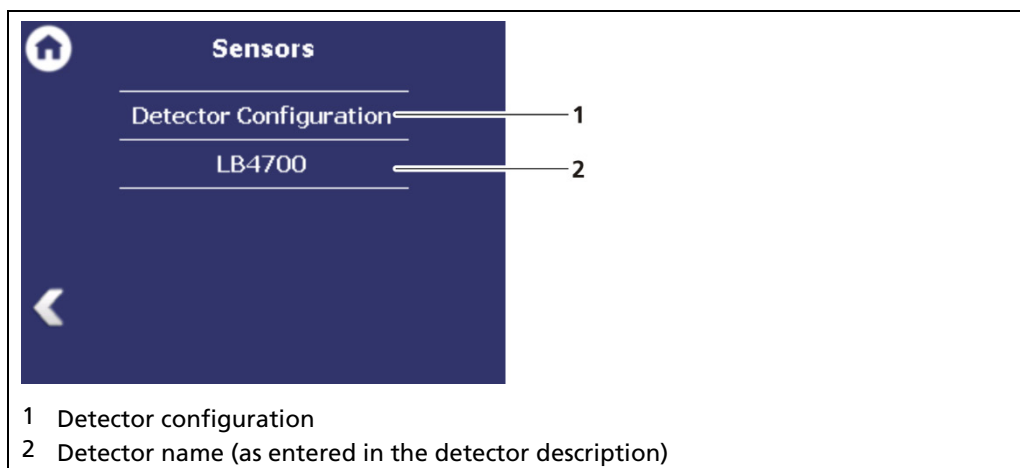 Sensors
Detector Configuration 1
LB4700 2
1 Detector configuration
2 Detector name (as entered in the detector description)